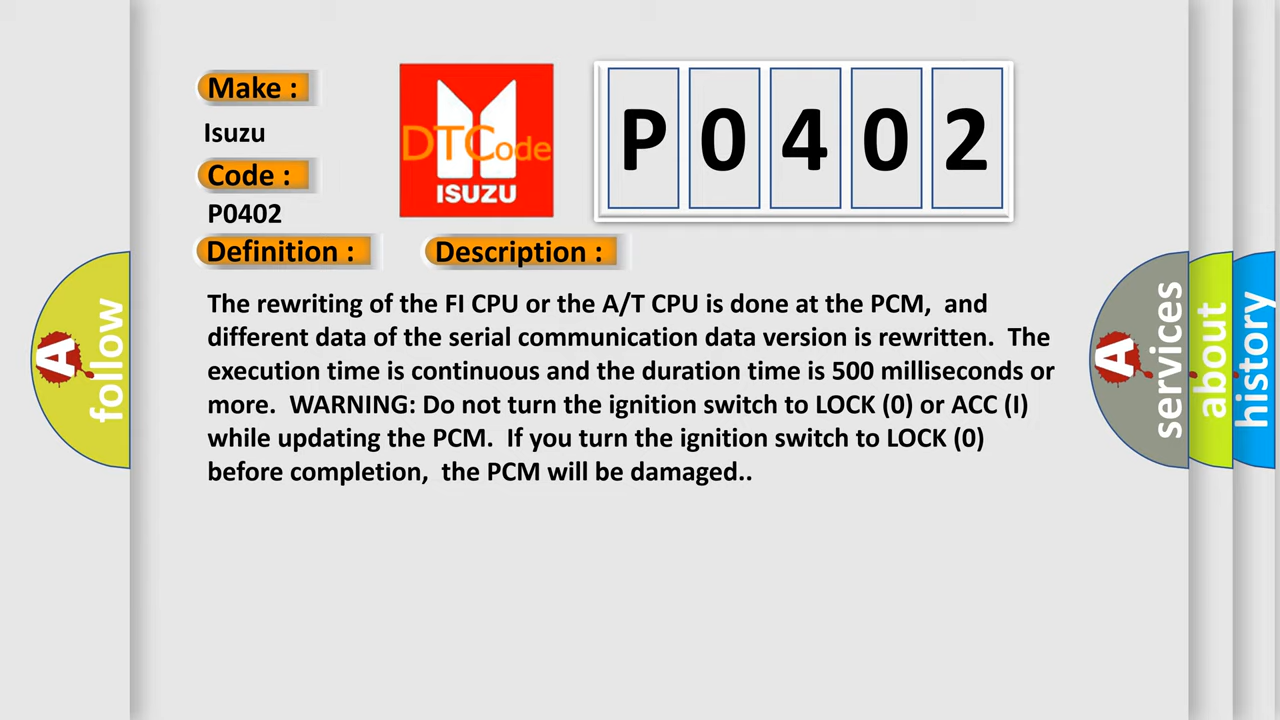 Make :
Isuzu
Code :
P0402
Definition :
Description :
DTCode
ISUZU
P0402
The rewriting of the FI CPU or the A/T CPU is done at the PCM, and
different data of the serial communication data version is rewritten. The
execution time is continuous and the duration time is 500 milliseconds or
more. WARNING: Do not turn the ignition switch to LOCK (0) or ACC (I)
while updating the PCM. If you turn the ignition switch to LOCK (0)
before completion, the PCM will be damaged..
A follow
A services
about
history